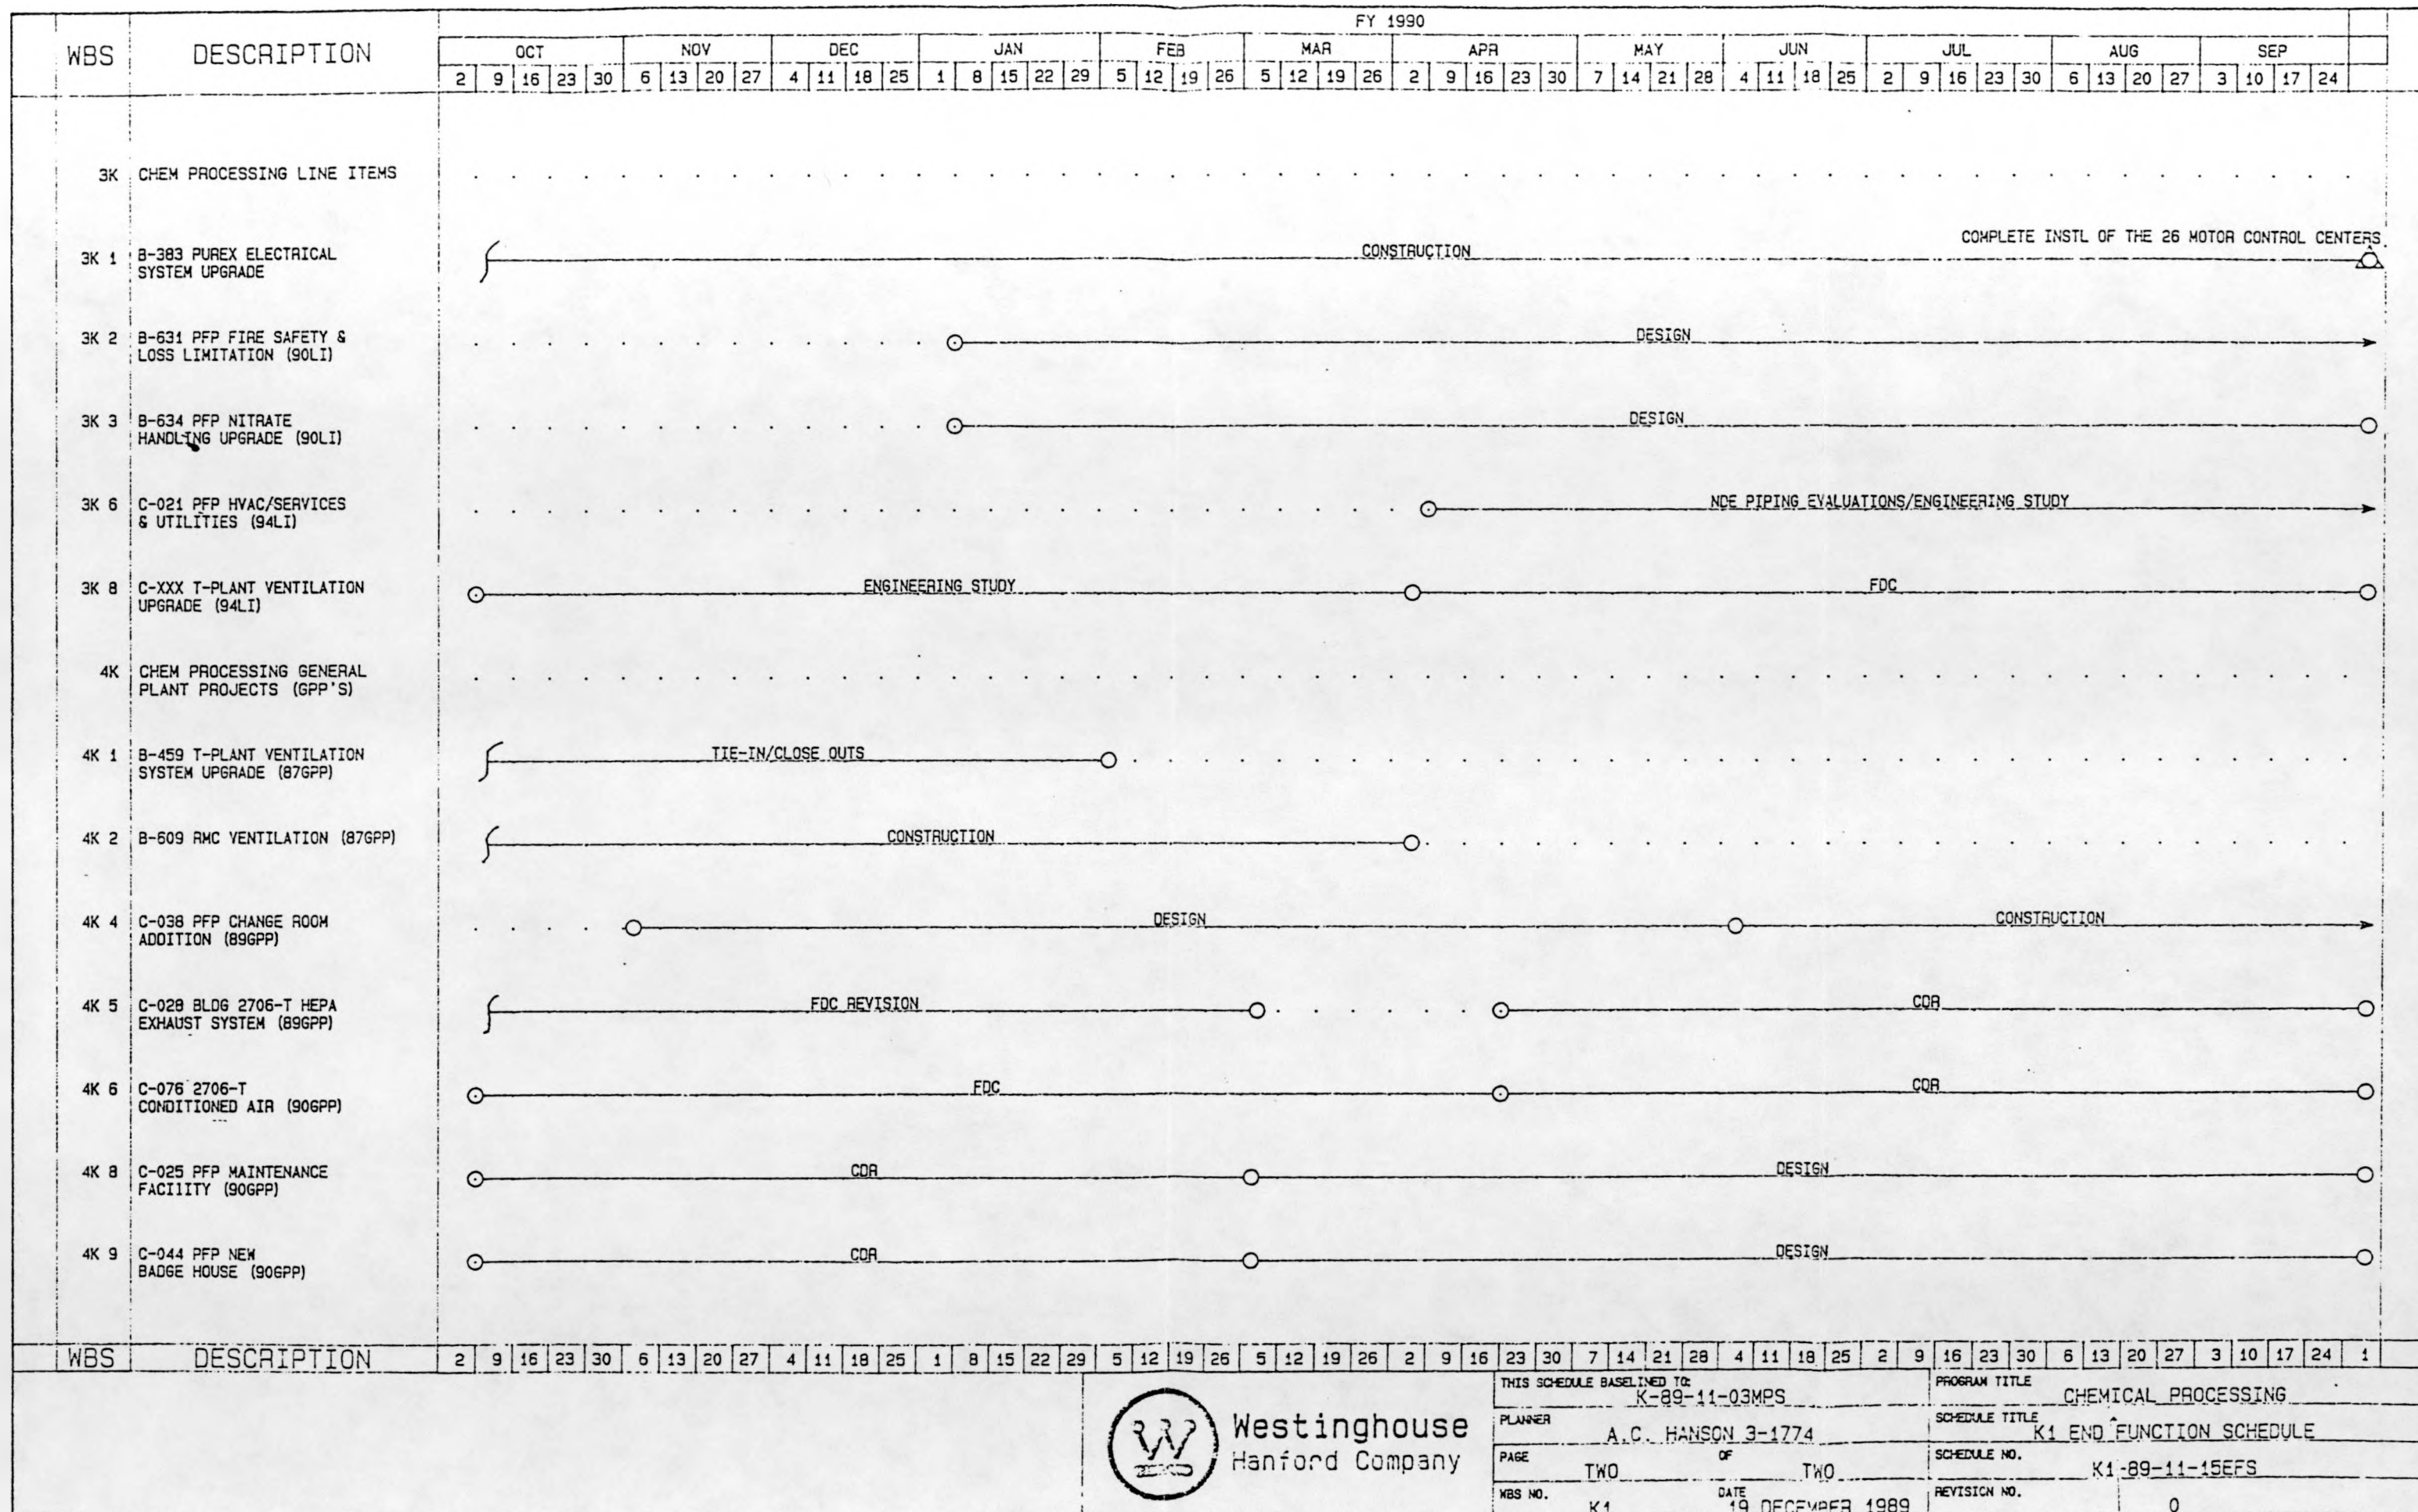 FY 1990
WBS DESCRIPTION OCT NOV DEC JAN FEB MAR APR MAY JUN JUL AUG SEP
2 9 16 23 30 6 13 20 27 4 11 18 25 1 8 15 22 29 5 12 19 26 5 12 19 26 2 9 16 23 30 7 14 21 28 4 11 18 25 2 9 16 23 30 6 13 20 27 3 10 17 24
3K CHEM PROCESSING LINE ITEMS
COMPLETE INSTL OF THE 26 MOTOR CONTROL CENTERS
3K 1 B-383 PUREX ELECTRICAL CONSTRUCTION
SYSTEM UPGRADE
3K 2 B-631 PFP FIRE SAFETY & DESIGN
LOSS LIMITATION (90LI)
3K 3 B-634 PFP NITRATE DESIGN
HANDLING UPGRADE (90LI)
3K 6 C-021 PFP HVAC/SERVICES NDE PIPING EVALUATIONS/ENGINEERING STUDY
& UTILITIES (94LI)
3K 8 C-XXX T-PLANT VENTILATION ENGINEERING STUDY FDC
UPGRADE (94LI)
4K CHEM PROCESSING GENERAL
PLANT PROJECTS (GPP'S)
4K 1 B-459 T-PLANT VENTILATION TIE-IN/CLOSE OUTS
SYSTEM UPGRADE (87GPP)
4K 2 B-609 RMC VENTILATION (87GPP) CONSTRUCTION
4K 4 C-038 PFP CHANGE ROOM DESIGN CONSTRUCTION
ADDITION (89GPP)
4K 5 C-028 BLDG 2706-T HEPA FDC REVISION CDR
EXHAUST SYSTEM (89GPP)
4K 6 C-076 2706-T FDC CDR
CONDITIONED AIR (90GPP)
4K 8 C-025 PFP MAINTENANCE CDR DESIGN
FACIlITY (90GPP)
4K 9 C-044 PFP NEW CDR DESIGN
BADGE HOUSE (90GPP)
WBS DESCRIPTION 2 9 16 23 30 6 13 20 27 4 11 18 25 1 8 15 22 29 5 12 19 26 5 12 19 26 2 9 16 23 30 7 14 21 28 4 11 18 25 2 9 16 23 30 6 13 20 27 3 10 17 24 1
W
Westinghouse
Hanford Company
THIS SCHEDULE BASELINED TO:
K-89-11-03MPS
PROGRAM TITLE
CHEMICAL PROCESSING
PLANNER
A.C. HANSON 3-1774
SCHEDULE TITLE
K1 END FUNCTION SCHEDULE
PAGE TWO OF TWO
SCHEDULE NO.
K1-89-11-15EFS
WBS NO. K1
DATE 19 DECEMBER 1989
REVISION NO. 0